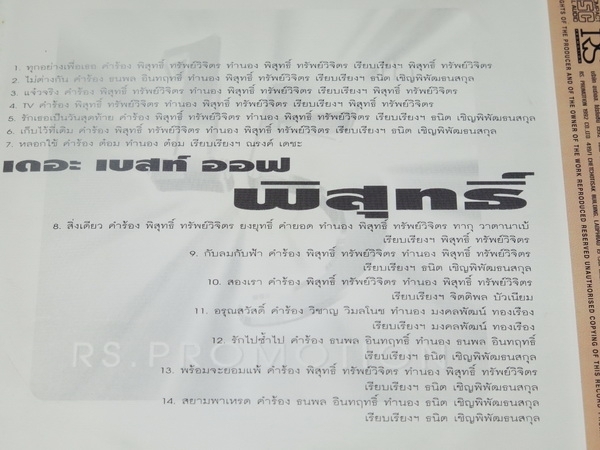 1. ทุกอย่างเพื่อเธอ คำร้อง พิสุทธิ์ ทรัพย์วิจิตร ทำนอง พิสุทธิ์ ทรัพย์วิจิตร เรียบเรียงฯ พิสุทธิ์ ทรัพย์วิจิตร
2. ไม่ต่างกัน คำร้อง ธนพล อินทฤทธิ์ ทำนอง พิสุทธิ์ ทรัพย์วิจิตร เรียบเรียงฯ ธนิต เชิญพิพัฒธนสกุล
3. แล้วจริง คำร้อง พิสุทธิ์ ทรัพย์วิจิตร ทำนอง พิสุทธิ์ ทรัพย์วิจิตร เรียบเรียงฯ พิสุทธิ์ ทรัพย์วิจิตร
4. TV คำร้อง พิสุทธิ์ ทรัพย์วิจิตร ทำนอง พิสุทธิ์ ทรัพย์วิจิตร เรียบเรียงฯ พิสุทธิ์ ทรัพย์วิจิตร
5. รักเธอเป็นวันสุดท้าย คำร้อง พิสุทธิ์ ทรัพย์วิจิตร ทำนอง พิสุทธิ์ ทรัพย์วิจิตร เรียบเรียงฯ ธนิต เชิญพิพัฒธนสกุล
6. เก็บไว้ที่เดิม คำร้อง พิสุทธิ์ ทรัพย์วิจิตร ทำนอง พิสุทธิ์ ทรัพย์วิจิตร เรียบเรียงฯ ธนิต เชิญพิพัฒธนสกุล
7. หลอกใช้ คำร้อง ต้อม ทำนอง ต้อม เรียบเรียงฯ ณรงค์ เดชะ
เดอะ เบสท์ ออฟ
พิสุทธิ์
8. สิ่งเดียว คำร้อง พิสุทธิ์ ทรัพย์วิจิตร ยงยุทธิ์ คำยอด ทำนอง พิสุทธิ์ ทรัพย์วิจิตร ทากุ วาตานาเบ้
เรียบเรียงฯ พิสุทธิ์ ทรัพย์วิจิตร
9. กับลมกับฟ้า คำร้อง พิสุทธิ์ ทรัพย์วิจิตร ทำนอง พิสุทธิ์ ทรัพย์วิจิตร
เรียบเรียงฯ ธนิต เชิญพิพัฒธนสกุล
10. สองเรา คำร้อง พิสุทธิ์ ทรัพย์วิจิตร ทำนอง พิสุทธิ์ ทรัพย์วิจิตร
เรียบเรียงฯ จิตติพล บัวเนียม
11. อรุณสวัสดิ์ คำร้อง วิชาญ วิมลโนช ทำนอง มงคลพัฒน์ ทองเรือง
เรียบเรียงฯ มงคลพัฒน์ ทองเรือง
12. รักไปช้ำไป คำร้อง ธนพล อินทฤทธิ์ ทำนอง ธนพล อินทฤทธิ์
เรียบเรียงฯ ธนิต เชิญพิพัฒธนสกุล
13. พร้อมจะยอมแพ้ คำร้อง พิสุทธิ์ ทรัพย์วิจิตร ทำนอง พิสุทธิ์ ทรัพย์วิจิตร
เรียบเรียงฯ ธนิต เชิญพิพัฒธนสกุล
14. สยามพาเหรด คำร้อง ธนพล อินทฤทธิ์ ทำนอง ธนิต เชิญพิพัฒธนสกุล
เรียบเรียงฯ ธนิต เชิญพิพัฒธนสกุล
RS.PROMOTI
RS
RS. PROMOTION 1992 CO.,LTD. 419/1 CHETCHOTISAK BUILDING, LADPHRAO
OF THE PRODUCER AND OF THE OWNER OF THE WORK REPRODUCED RESERVED UNAUTHORISED COPYING OF THIS RECORD